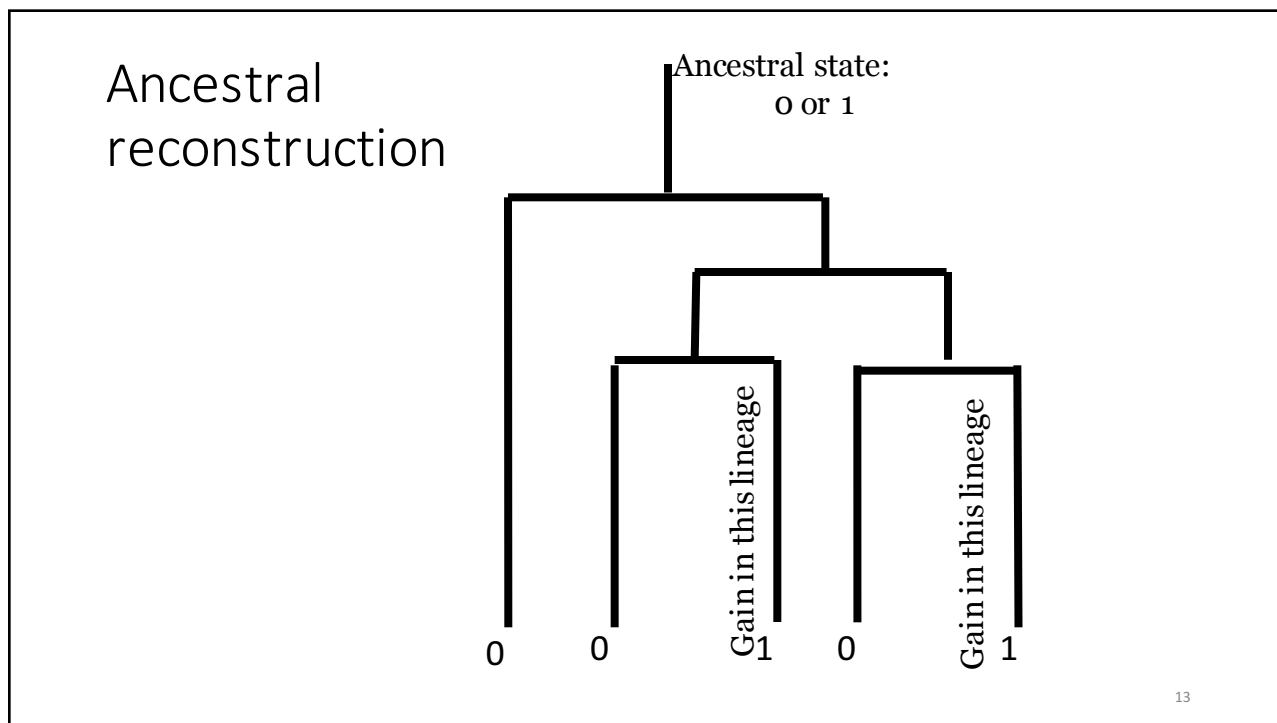 Ancestral
reconstruction
Ancestral state:
0 or 1
Gain in this lineage
Gain in this lineage
0
0
1
0
1
13